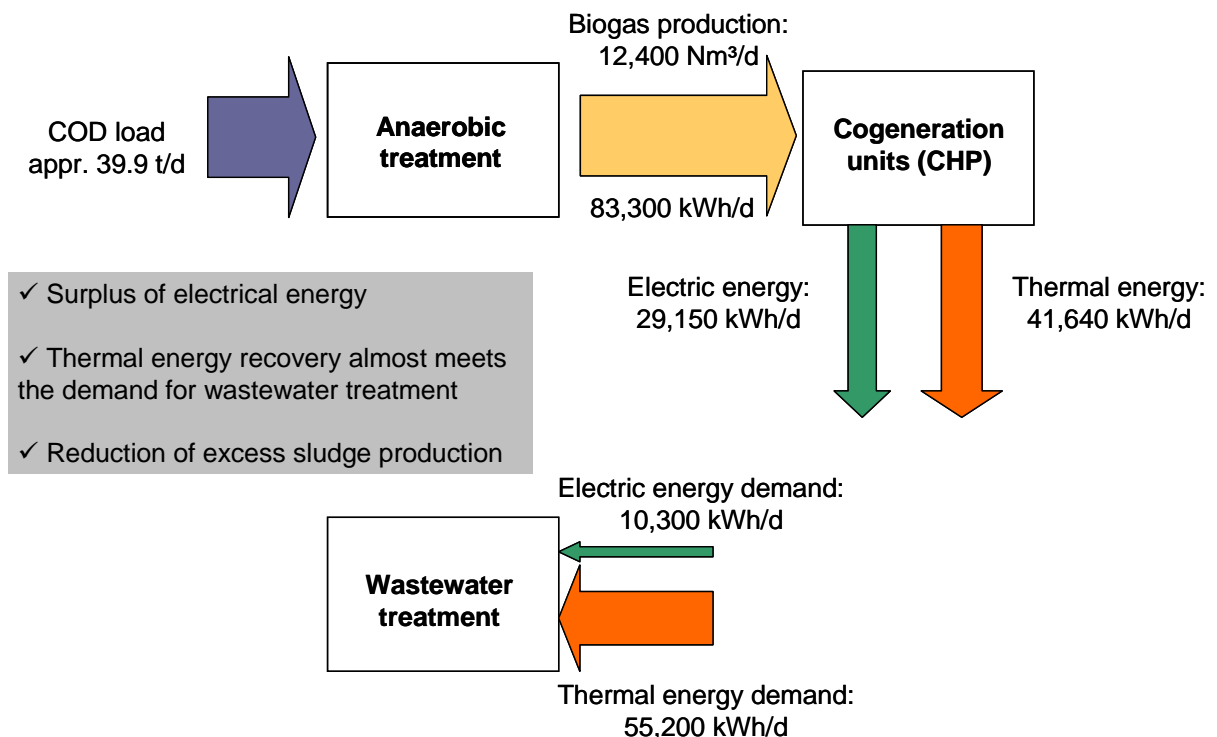 Biogas production:
12,400 Nm³/d
COD load
appr. 39.9 t/d
Anaerobic
treatment
Cogeneration
units (CHP)
83,300 kWh/d
✓ Surplus of electrical energy
✓ Thermal energy recovery almost meets
the demand for wastewater treatment
✓ Reduction of excess sludge production
Electric energy:
29,150 kWh/d
Thermal energy:
41,640 kWh/d
Electric energy demand:
10,300 kWh/d
Wastewater
treatment
Thermal energy demand:
55,200 kWh/d